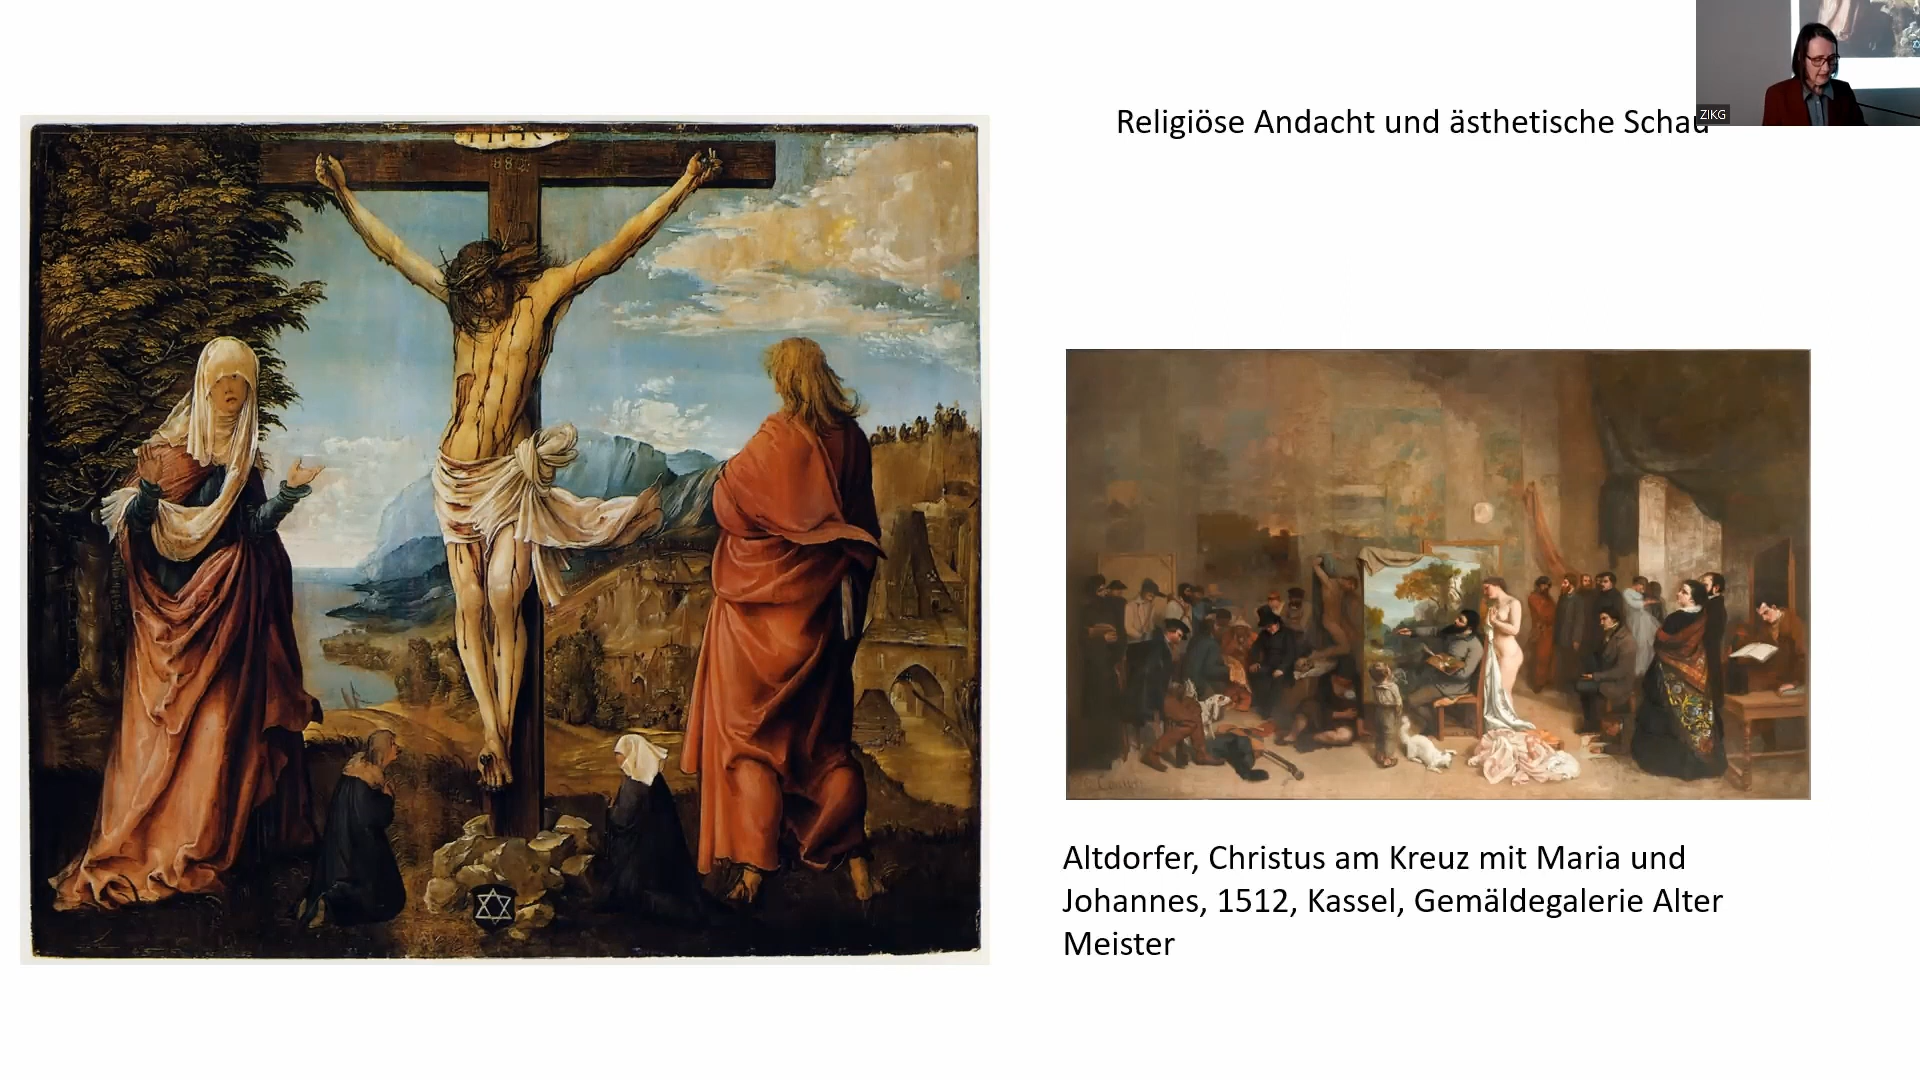 Religiöse Andacht und ästhetische Schau
ZIKG
Altdorfer, Christus am Kreuz mit Maria und
Johannes, 1512, Kassel, Gemäldegalerie Alter
Meister